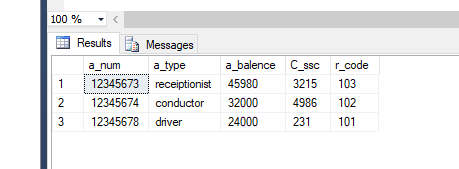 100 %
Results Messages
a_num a_type a_balence C_ssc r_code
1 12345673 receiptionist 45980 3215 103
2 12345674 conductor 32000 4986 102
3 12345678 driver 24000 231 101